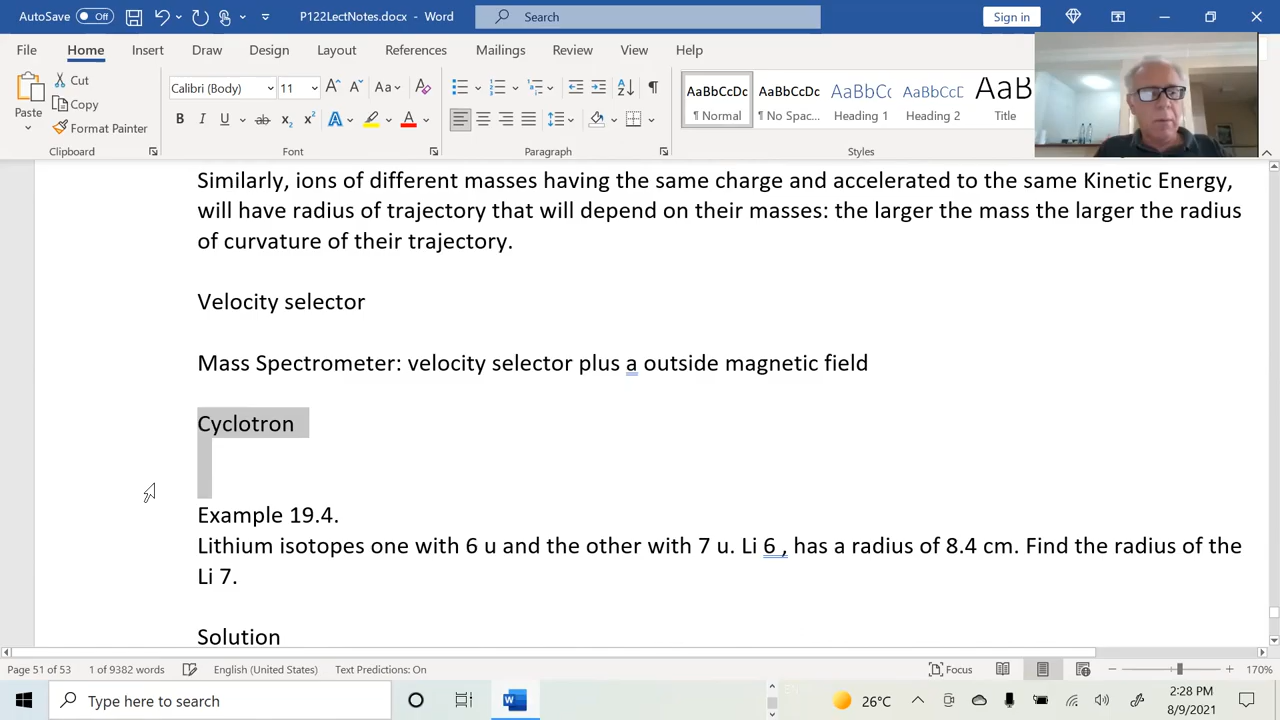 AutoSave Off P122LectNotes.docx - Word Search Sign in
File Home Insert Draw Design Layout References Mailings Review View Help
Paste Cut
Copy
Format Painter
Clipboard
Calibri (Body) 11
Font
Paragraph
AaBbCcDc AaBbCcDc AaBbCc AaBbCcD AaBb
¶ Normal ¶ No Spac... Heading 1 Heading 2 Title
Styles
Similarly, ions of different masses having the same charge and accelerated to the same Kinetic Energy,
will have radius of trajectory that will depend on their masses: the larger the mass the larger the radius
of curvature of their trajectory.
Velocity selector
Mass Spectrometer: velocity selector plus a outside magnetic field
Cyclotron
Example 19.4.
Lithium isotopes one with 6 u and the other with 7 u. Li 6 , has a radius of 8.4 cm. Find the radius of the
Li 7.
Solution
Page 51 of 53 1 of 9382 words English (United States) Text Predictions: On Focus 170%
Type here to search 26°C 2:28 PM
8/9/2021